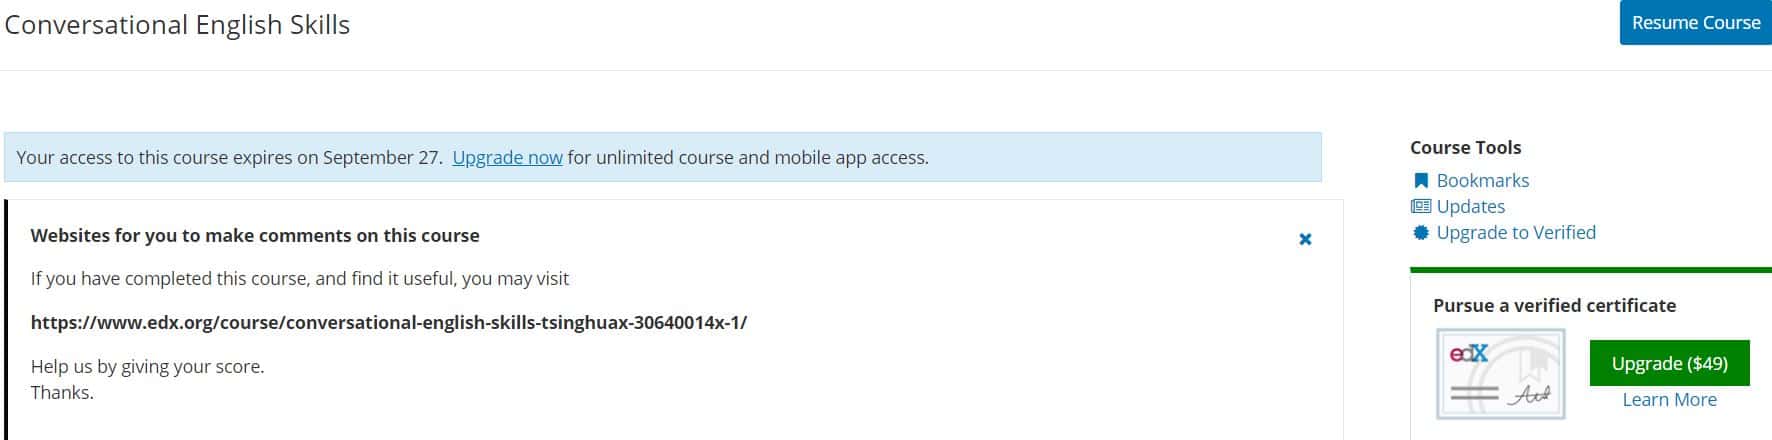 Conversational English Skills
Resume Course
Your access to this course expires on September 27. Upgrade now for unlimited course and mobile app access.
Websites for you to make comments on this course
If you have completed this course, and find it useful, you may visit
https://www.edx.org/course/conversational-english-skills-tsinghuax-30640014x-1/
Help us by giving your score.
Thanks.
Course Tools
Bookmarks
Updates
Upgrade to Verified
Pursue a verified certificate
edX
Upgrade ($49)
Learn More